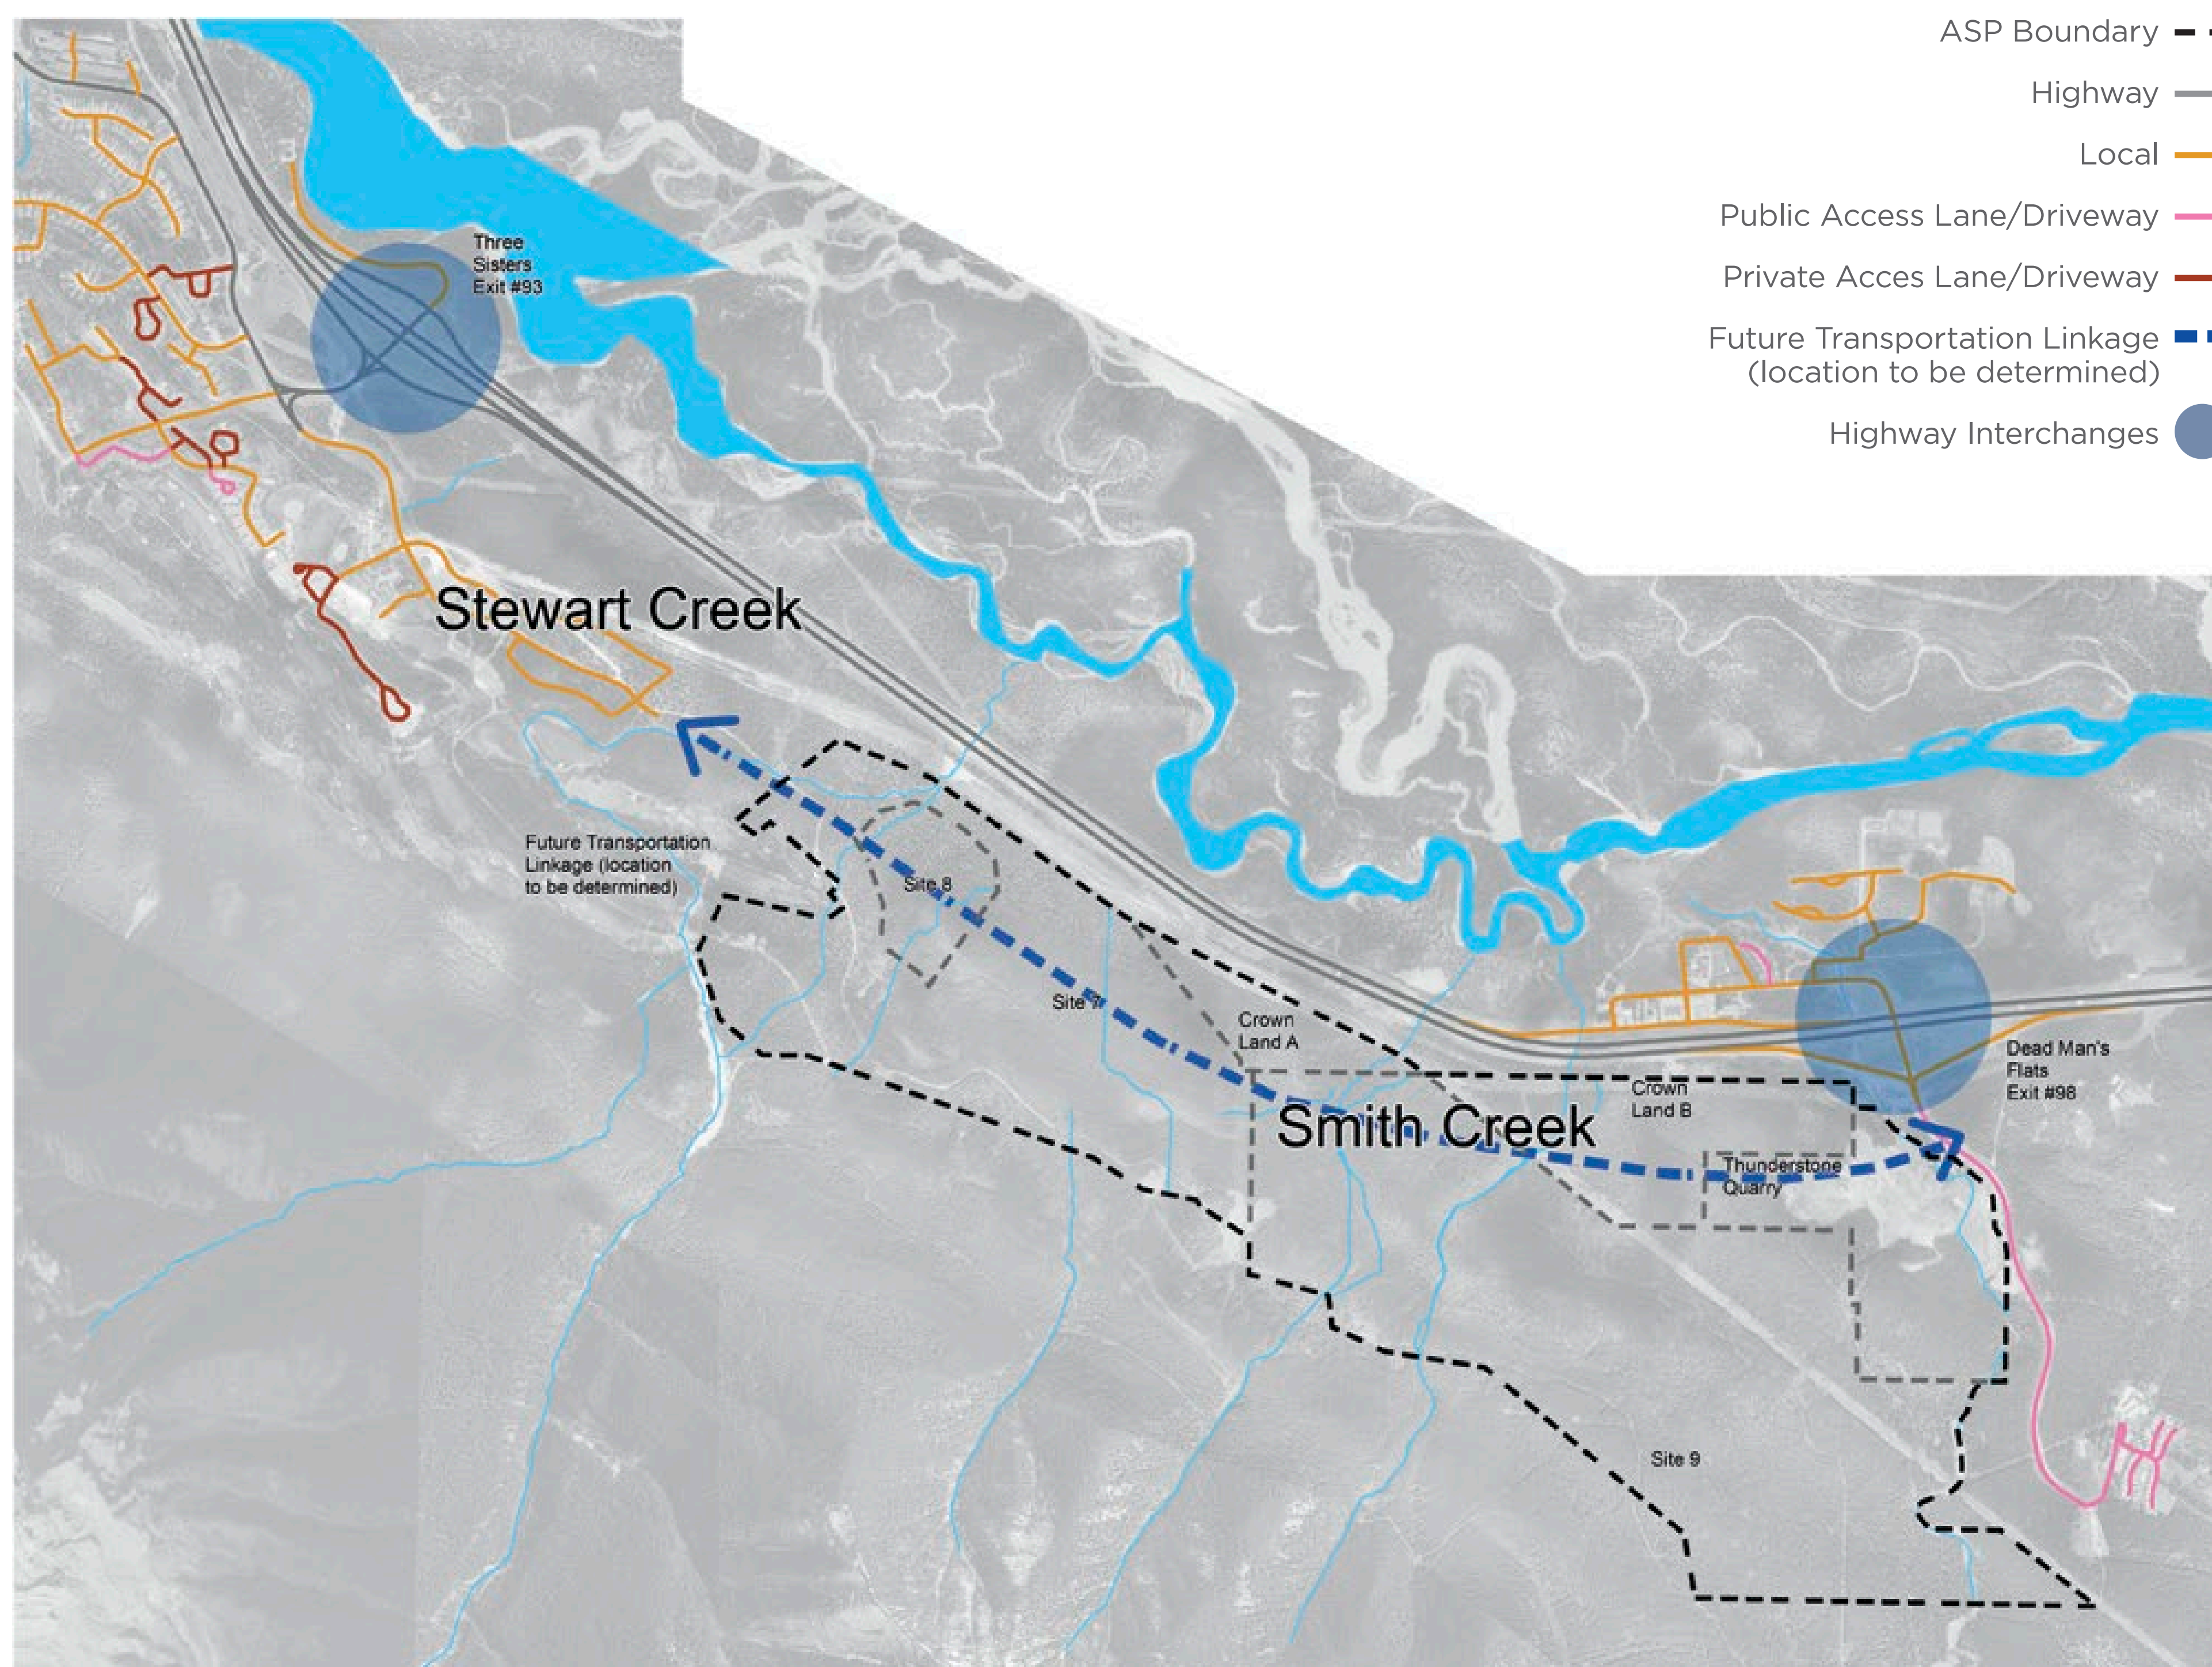 ASP Boundary
Highway
Local
Public Access Lane/Driveway
Private Acces Lane/Driveway
Future Transportation Linkage
(location to be determined)
Highway Interchanges
Three
Sisters
Exit #93
Stewart Creek
Future Transportation
Linkage (location
to be determined)
Site 8
Site 7
Crown
Land A
Dead Man's
Flats
Exit #98
Crown
Land B
Smith Creek
Thunderstone
Quarry
Site 9